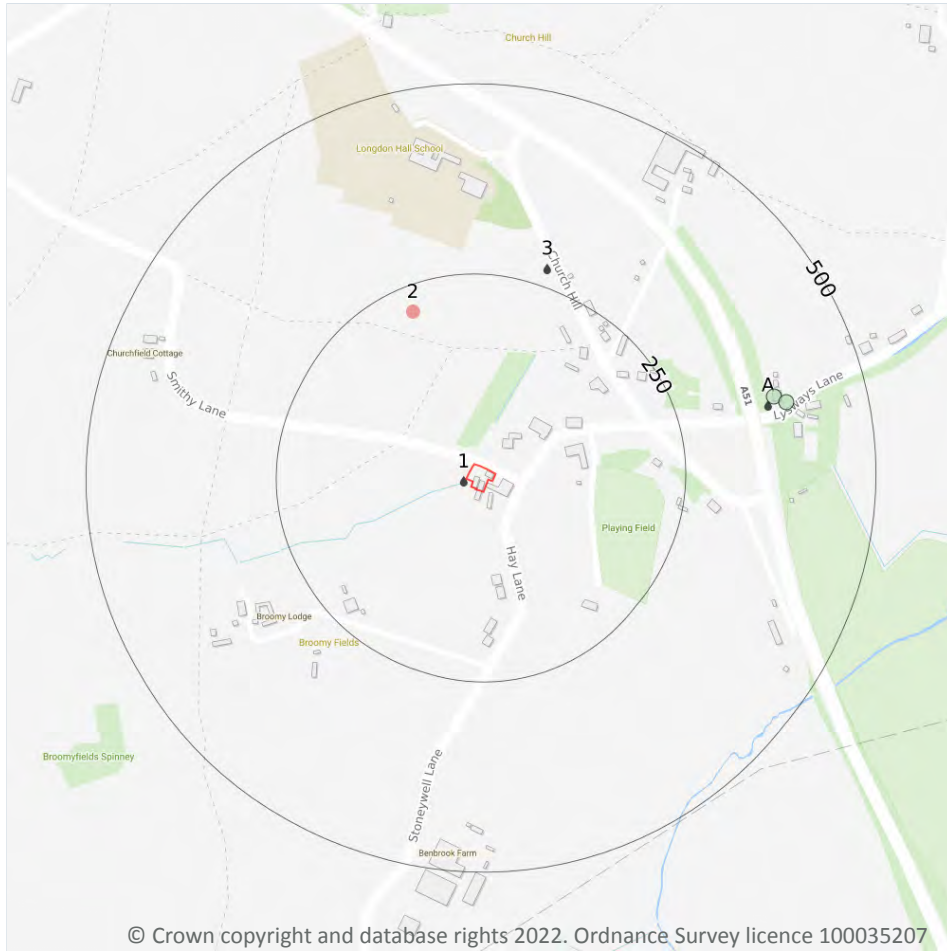 Church Hill
Longdon Hall School
3
Church Hill
500
2
Churchfield Cottage
Smithy Lane
250
A
A51
Lysways Lane
1
Playing Field
Hay Lane
Broomy Lodge
Broomy Fields
Broomyfields Spinney
Stoneywell Lane
Benbrook Farm
© Crown copyright and database rights 2022. Ordnance Survey licence 100035207